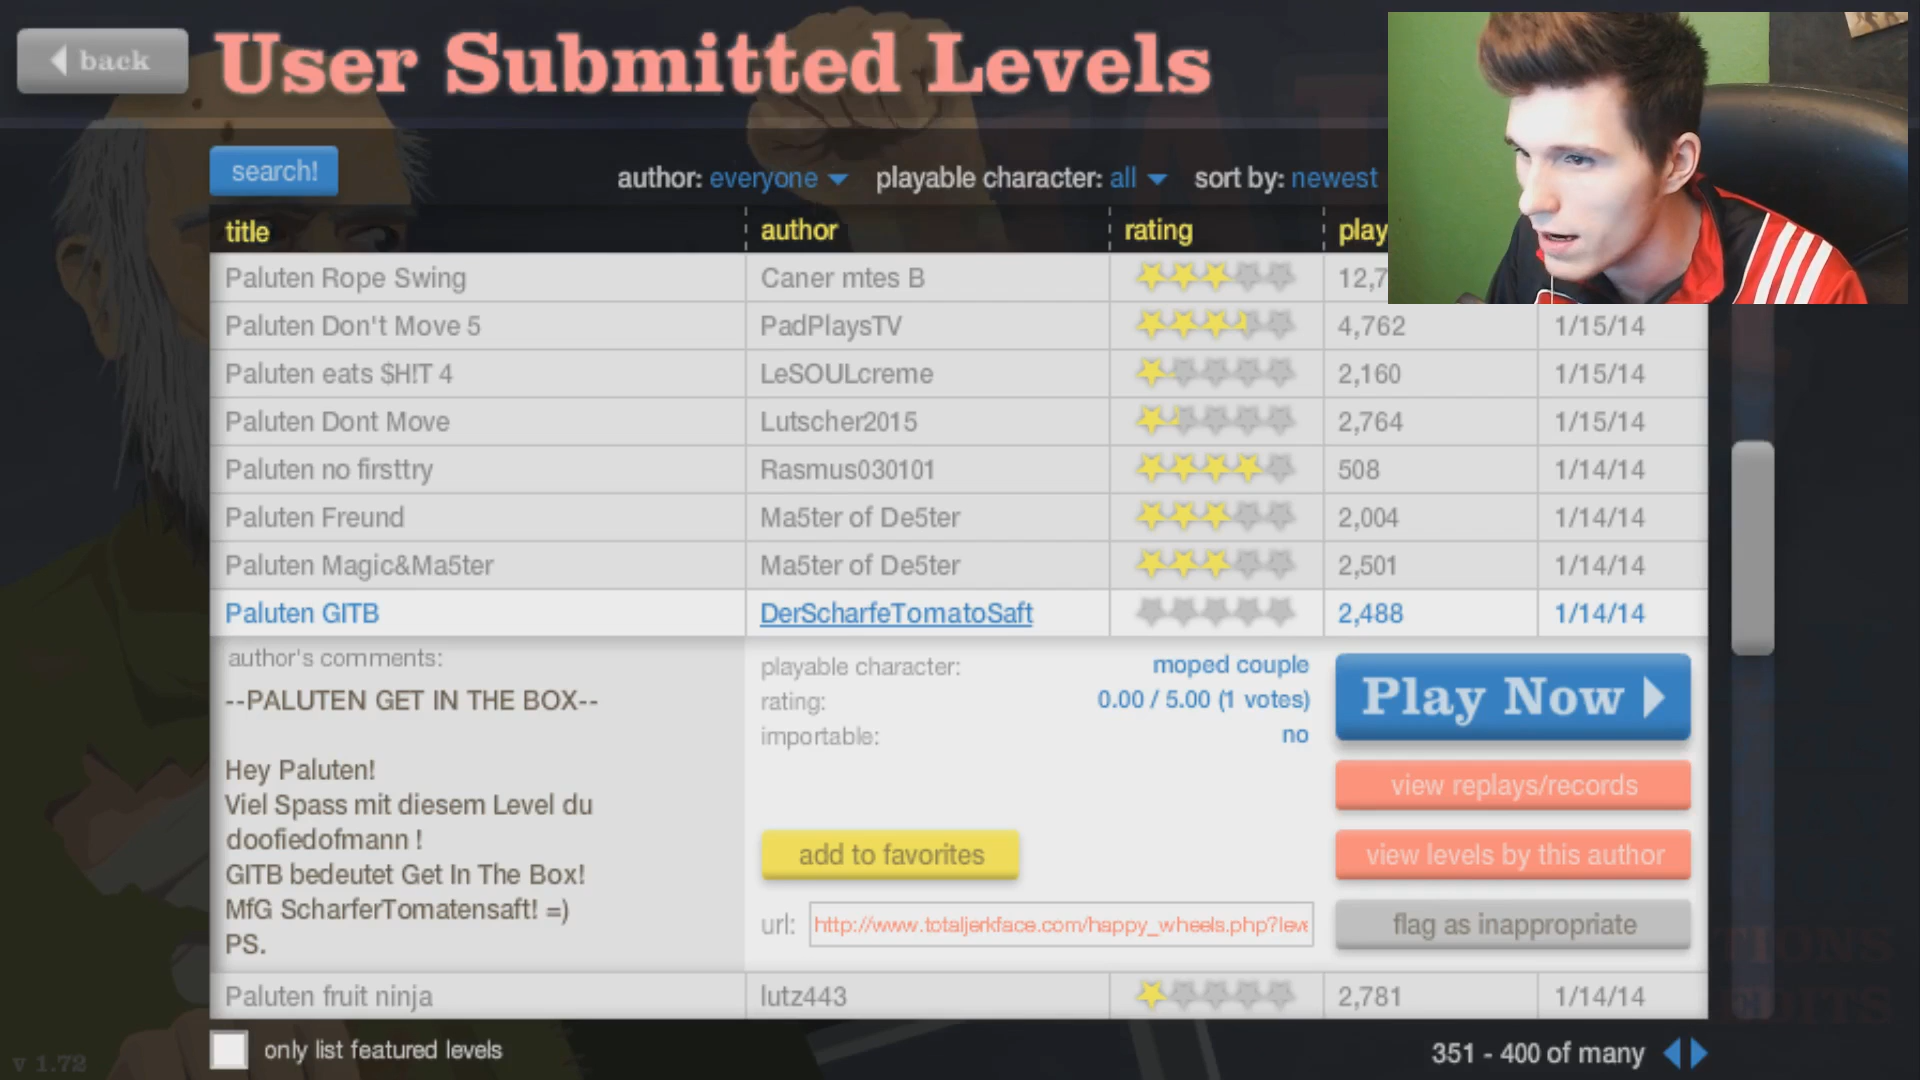 back
User Submitted Levels
search!
author: everyone
playable character: all
sort by: newest
title
author
rating
Paluten Rope Swing
Caner mtes B
Paluten Don't Move 5
PadPlaysTV
4,762
1/15/14
Paluten eats $H!T 4
LeSOULcreme
2,160
1/15/14
Paluten Dont Move
Lutscher2015
2,764
1/15/14
Paluten no firsttry
Rasmus030101
508
1/14/14
Paluten Freund
Ma5ter of De5ter
2,004
1/14/14
Paluten Magic&Ma5ter
Ma5ter of De5ter
2,501
1/14/14
Paluten GITB
DerScharfeTomatoSaft
2,488
1/14/14
author's comments:
--PALUTEN GET IN THE BOX--
Hey Paluten!
Viel Spass mit diesem Level du
doofiedofmann !
GITB bedeutet Get In The Box!
MfG ScharferTomatensaft! =)
PS.
playable character: moped couple
rating: 0.00 / 5.00 (1 votes)
importable: no
add to favorites
url: http://www.totaljerkface.com/happy_wheels.php?leve
Play Now
view replays/records
view levels by this author
flag as inappropriate
Paluten fruit ninja
lutz443
2,781
1/14/14
only list featured levels
351 - 400 of many
v 1.72